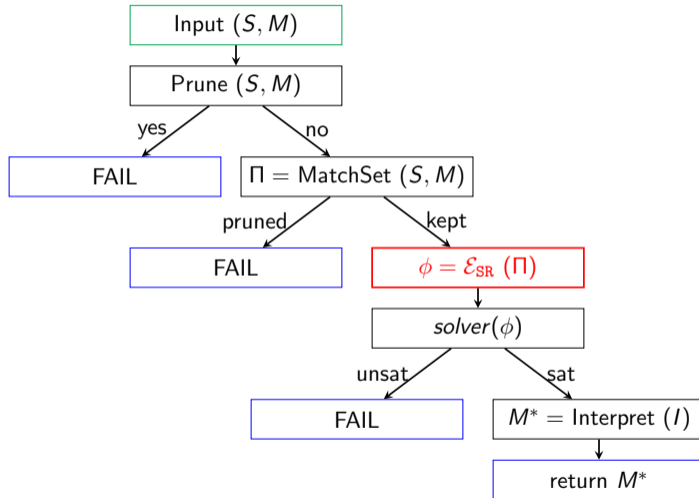 Input (S, M)
Prune (S, M)
yes no
FAIL Π = MatchSet (S, M)
pruned kept
FAIL ϕ = ℰ_SR (Π)
solver(ϕ)
unsat sat
FAIL M* = Interpret (I)
return M*